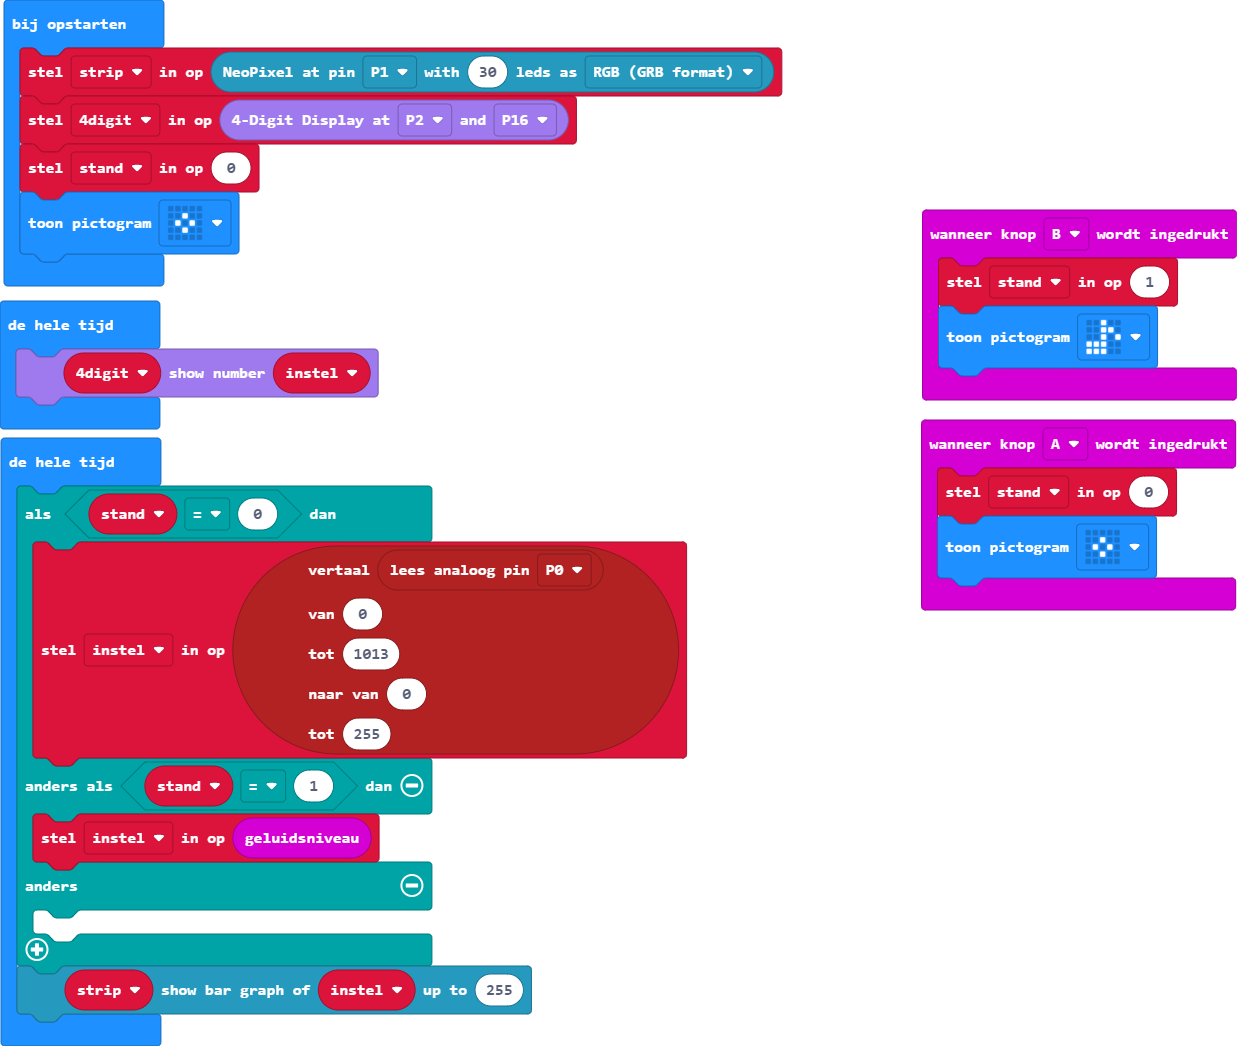 bij opstarten
stel strip in op NeoPixel at pin P1 with 30 leds as RGB (GRB format)
stel 4digit in op 4-Digit Display at P2 and P16
stel stand in op 0
toon pictogram
de hele tijd
4digit show number instel
de hele tijd
als stand = 0 dan
stel instel in op
vertaal lees analoog pin P0
van 0
tot 1013
naar van 0
tot 255
anders als stand = 1 dan
stel instel in op geluidsniveau
anders
strip show bar graph of instel up to 255
wanneer knop B wordt ingedrukt
stel stand in op 1
toon pictogram
wanneer knop A wordt ingedrukt
stel stand in op 0
toon pictogram